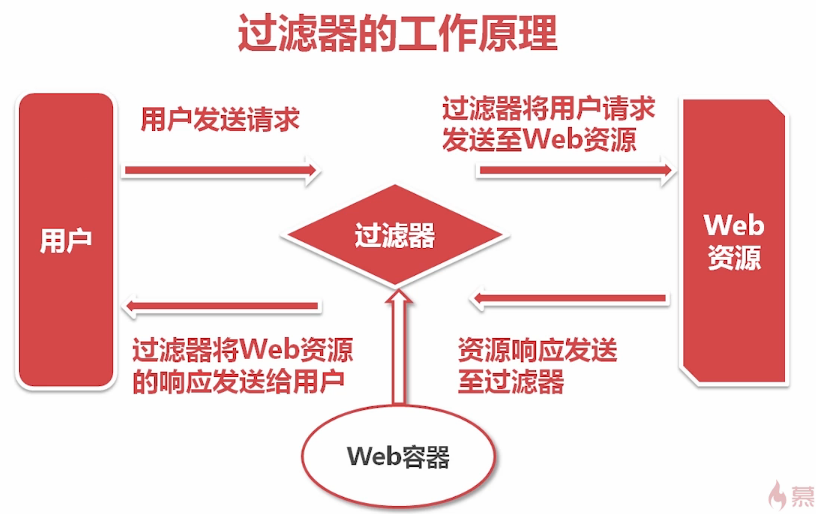 过滤器的工作原理
用户发送请求
过滤器将用户请求
发送至Web资源
用户
过滤器
Web
资源
过滤器将Web资源
的响应发送给用户
资源响应发送
至过滤器
Web容器
慕